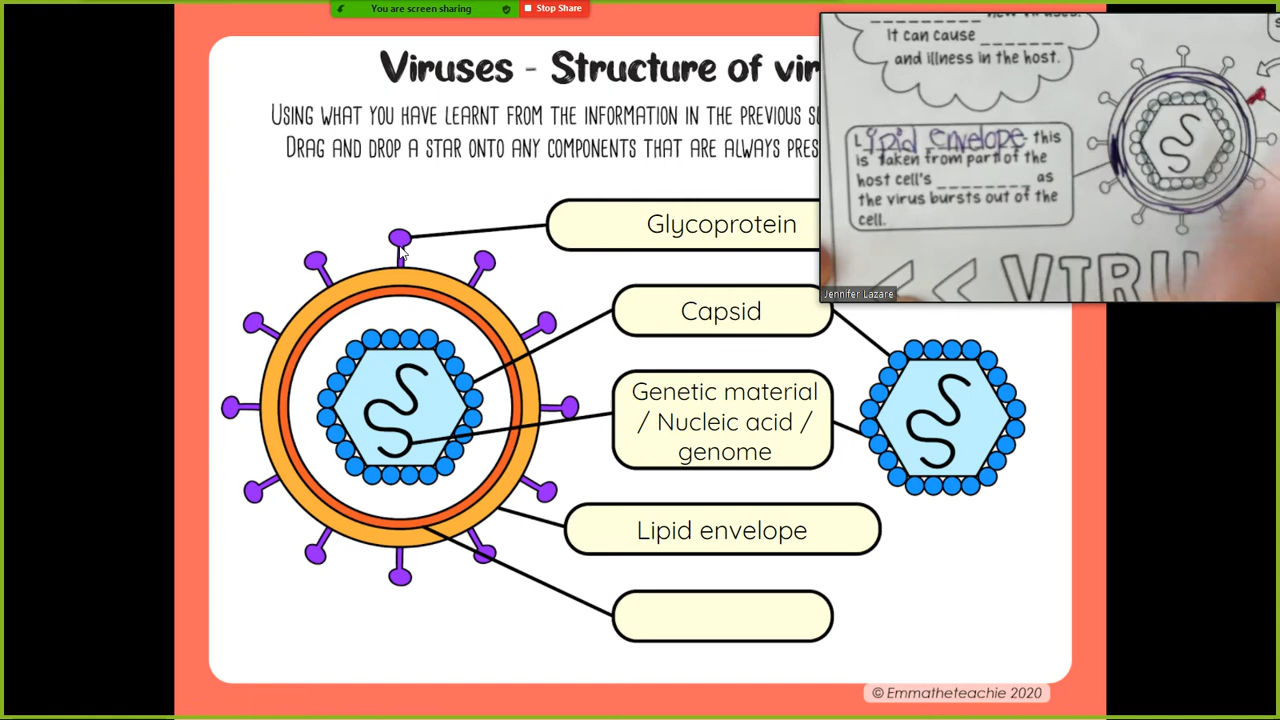 You are screen sharing
Stop Share
Viruses - Structure of vir
USING WHAT YOU HAVE LEARNT FROM THE INFORMATION IN THE PREVIOUS
DRAG AND DROP A STAR ONTO ANY COMPONENTS THAT ARE ALWAYS PRES
Glycoprotein
Capsid
Genetic material
/ Nucleic acid /
genome
Lipid envelope
© Emmatheteachie 2020
new viruses.
It can cause ________
and illness in the host.
Lipid envelope - this
is taken from part of the
host cell's _________ as
the virus bursts out of the
cell.
VIRU
Jennifer Lazare